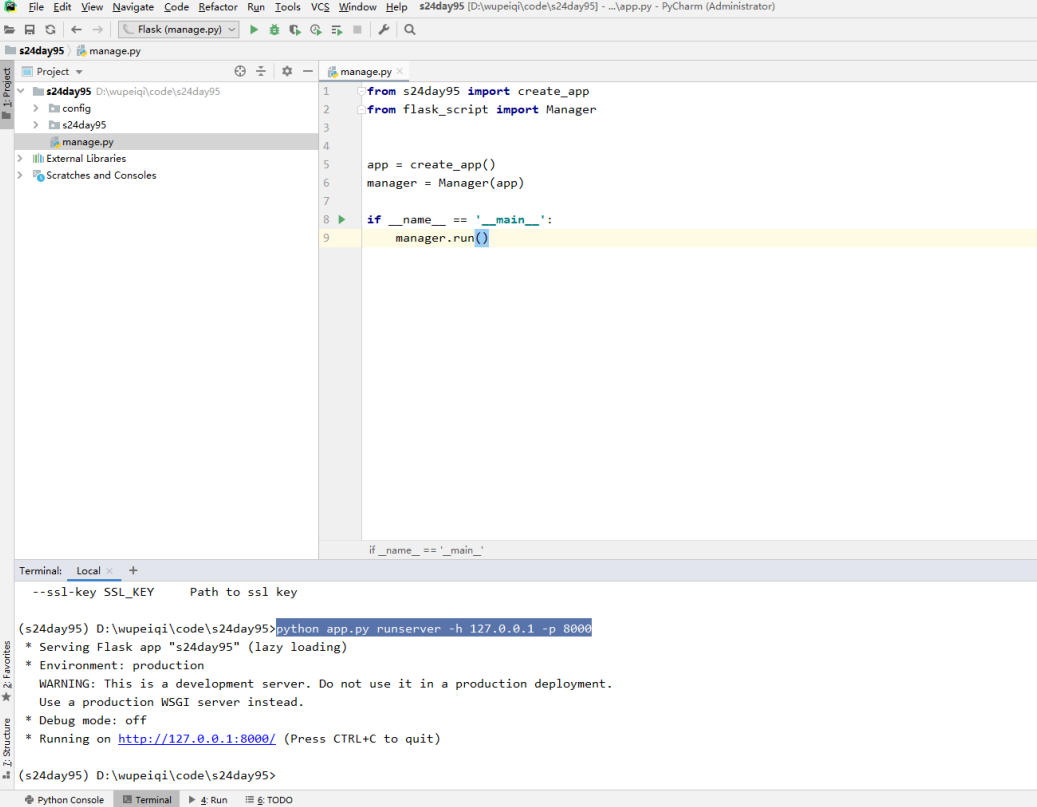 File Edit View Navigate Code Refactor Run Tools VCS Window Help s24day95 [D:\wupeiqi\code\s24day95] - ...\app.py - PyCharm (Administrator)
Flask (manage.py)
s24day95 manage.py
1: Project
Project
manage.py
s24day95 D:\wupeiqi\code\s24day95
config
s24day95
manage.py
External Libraries
Scratches and Consoles
1 from s24day95 import create_app
2 from flask_script import Manager
3
4
5 app = create_app()
6 manager = Manager(app)
7
8 if __name__ == '__main__':
9 manager.run()
if __name__ == '__main__'
Terminal: Local +
--ssl-key SSL_KEY Path to ssl key
(s24day95) D:\wupeiqi\code\s24day95>python app.py runserver -h 127.0.0.1 -p 8000
* Serving Flask app "s24day95" (lazy loading)
* Environment: production
WARNING: This is a development server. Do not use it in a production deployment.
Use a production WSGI server instead.
* Debug mode: off
* Running on http://127.0.0.1:8000/ (Press CTRL+C to quit)
(s24day95) D:\wupeiqi\code\s24day95>
2: Favorites
7: Structure
Python Console Terminal 4: Run 6: TODO